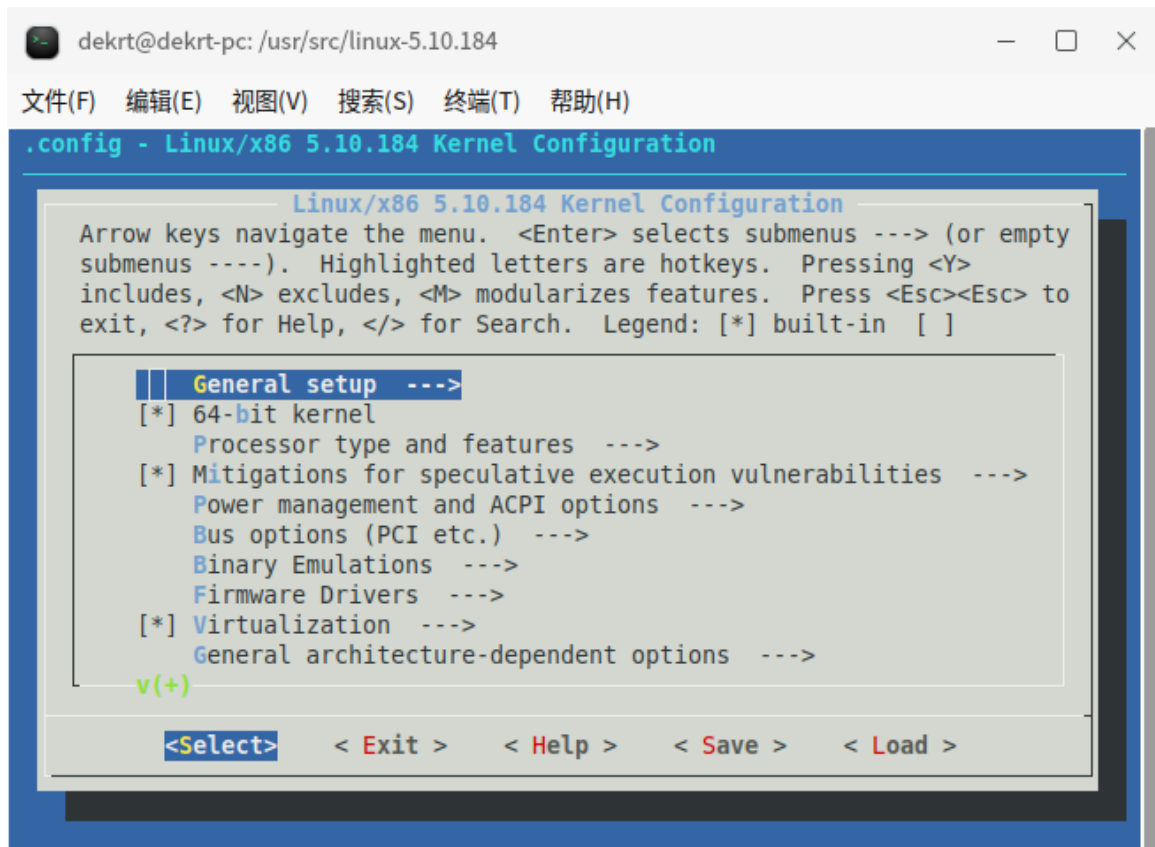 dekrt@dekrt-pc: /usr/src/linux-5.10.184
文件(F) 编辑(E) 视图(V) 搜索(S) 终端(T) 帮助(H)
.config - Linux/x86 5.10.184 Kernel Configuration
Linux/x86 5.10.184 Kernel Configuration
Arrow keys navigate the menu.  <Enter> selects submenus ---> (or empty
submenus ----).  Highlighted letters are hotkeys.  Pressing <Y>
includes, <N> excludes, <M> modularizes features.  Press <Esc><Esc> to
exit, <?> for Help, </> for Search.  Legend: [*] built-in  [ ]
General setup  --->
[*] 64-bit kernel
Processor type and features  --->
[*] Mitigations for speculative execution vulnerabilities  --->
Power management and ACPI options  --->
Bus options (PCI etc.)  --->
Binary Emulations  --->
Firmware Drivers  --->
[*] Virtualization  --->
General architecture-dependent options  --->
v(+)
<Select>    < Exit >    < Help >    < Save >    < Load >